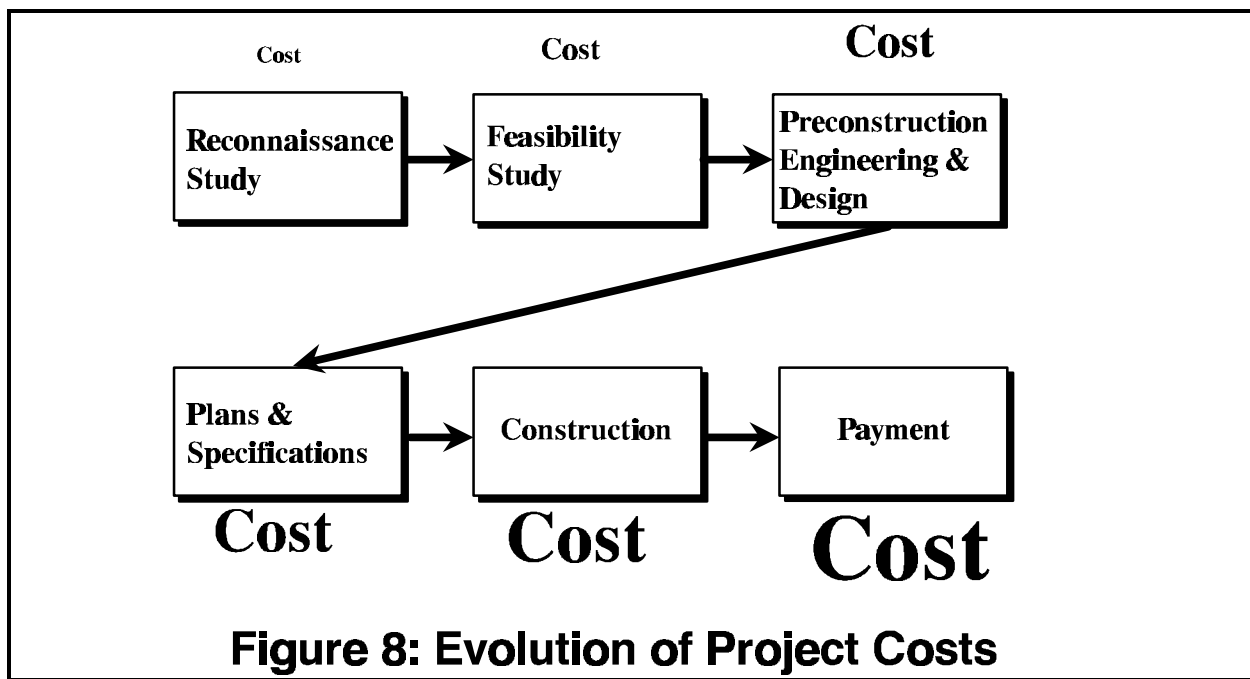 Cost
Cost
Cost
Reconnaissance
Study
Feasibility
Study
Preconstruction
Engineering &
Design
Plans &
Specifications
Construction
Payment
Cost
Cost
Cost
Figure 8: Evolution of Project Costs